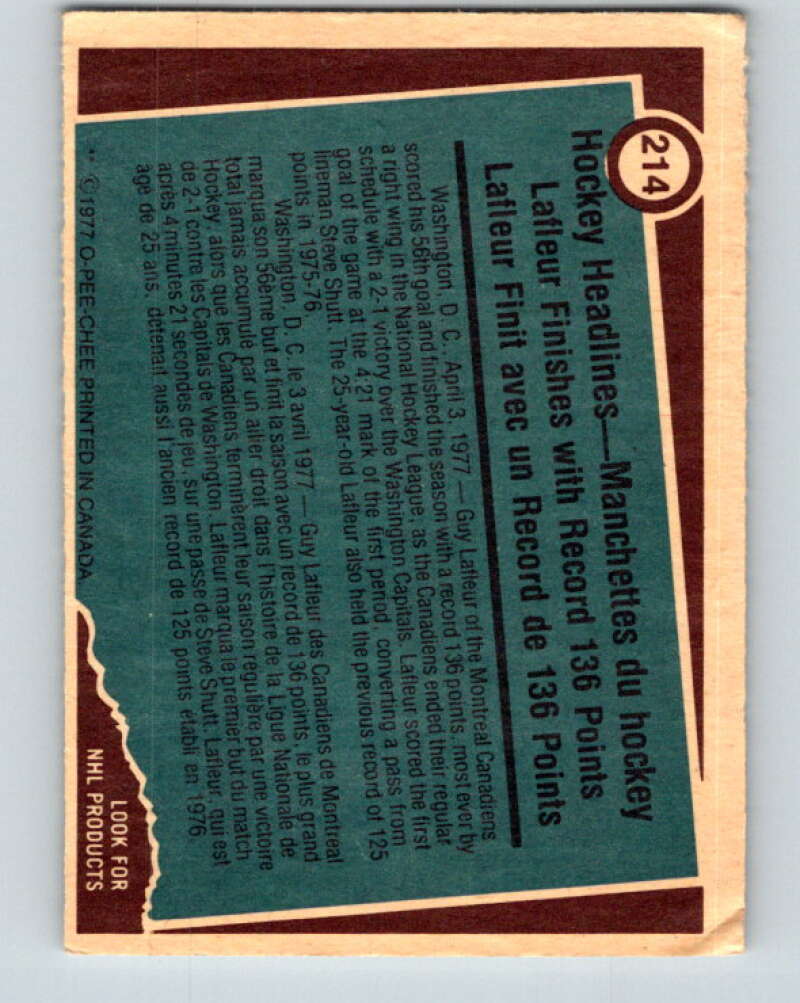 214
Hockey Headlines—Manchettes du hockey
Lafleur Finishes with Record 136 Points
Lafleur Finit avec un Record de 136 Points
Washington, D. C., April 3, 1977 — Guy Lafleur of the Montreal Canadiens
scored his 56th goal and finished the season with a record 136 points, most ever by
a right wing in the National Hockey League, as the Canadiens ended their regular
schedule with a 2-1 victory over the Washington Capitals. Lafleur scored the first
goal of the game at the 4:21 mark of the first period, converting a pass from
lineman Steve Shutt. The 25-year-old Lafleur also held the previous record of 125
points in 1975-76.
Washington, D. C. le 3 avril 1977 — Guy Lafleur des Canadiens de Montreal
marqua son 56ème but et finit la saison avec un record de 136 points, le plus grand
total jamais accumulé par un ailier droit dans l'histoire de la Ligue Nationale de
Hockey, alors que les Canadiens terminèrent leur saison régulière par une victoire
de 2-1 contre les Capitals de Washington. Lafleur marqua le premier but du match
après 4 minutes 21 secondes de jeu, sur une passe de Steve Shutt. Lafleur, qui est
age de 25 ans, détenait aussi l'ancien record de 125 points établi en 1976
** ©1977 O-PEE-CHEE PRINTED IN CANADA
LOOK FOR
NHL PRODUCTS